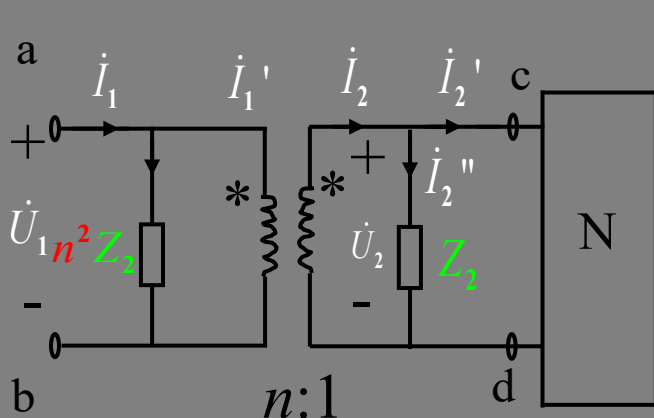 a
İ₁
İ₁'
İ₂
İ₂'
c
+
*
*
+
İ₂"
U̇₁
n²Z₂
U̇₂
Z₂
N
-
-
b
n:1
d